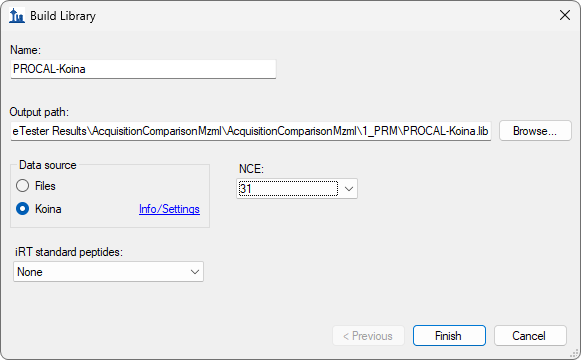 Build Library
Name:
PROCAL-Koina
Output path:
eTester Results\AcquisitionComparisonMzml\AcquisitionComparisonMzml\1_PRM\PROCAL-Koina.lib
Browse...
Data source
NCE:
Files
31
Koina
Info/Settings
iRT standard peptides:
None
< Previous
Finish
Cancel